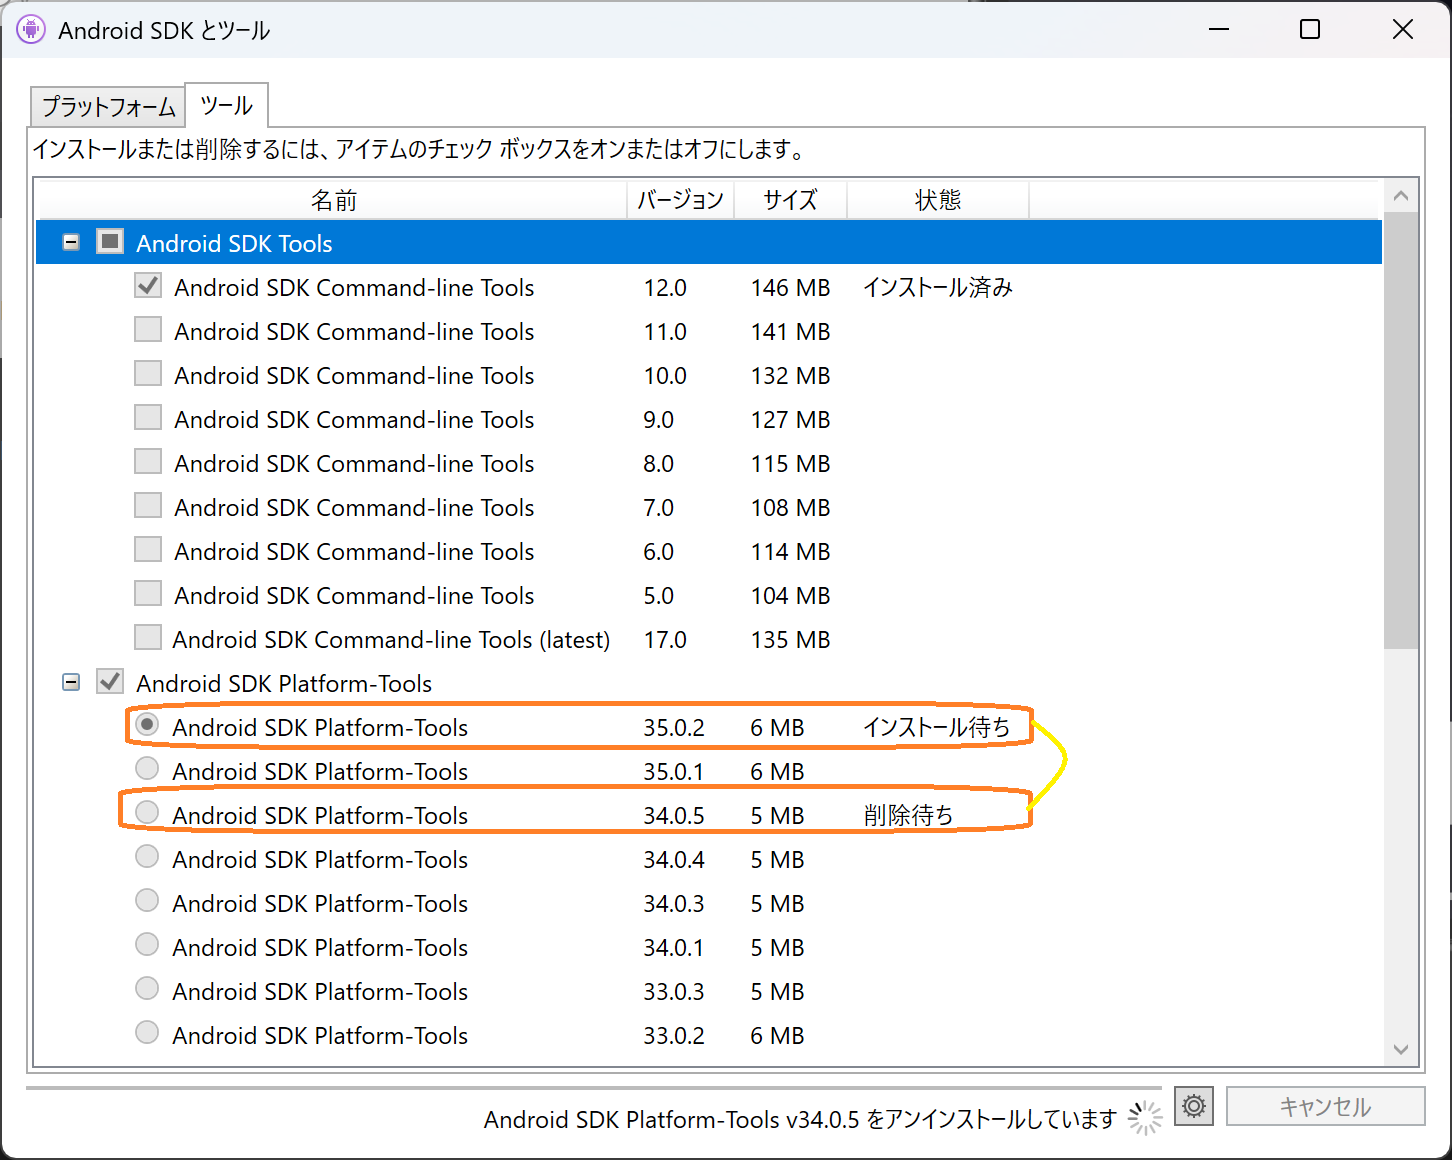 Android SDK とツール
プラットフォーム ツール
インストールまたは削除するには、アイテムのチェック ボックスをオンまたはオフにします。
名前 バージョン サイズ 状態
Android SDK Tools
Android SDK Command-line Tools 12.0 146 MB インストール済み
Android SDK Command-line Tools 11.0 141 MB
Android SDK Command-line Tools 10.0 132 MB
Android SDK Command-line Tools 9.0 127 MB
Android SDK Command-line Tools 8.0 115 MB
Android SDK Command-line Tools 7.0 108 MB
Android SDK Command-line Tools 6.0 114 MB
Android SDK Command-line Tools 5.0 104 MB
Android SDK Command-line Tools (latest) 17.0 135 MB
Android SDK Platform-Tools
Android SDK Platform-Tools 35.0.2 6 MB インストール待ち
Android SDK Platform-Tools 35.0.1 6 MB
Android SDK Platform-Tools 34.0.5 5 MB 削除待ち
Android SDK Platform-Tools 34.0.4 5 MB
Android SDK Platform-Tools 34.0.3 5 MB
Android SDK Platform-Tools 34.0.1 5 MB
Android SDK Platform-Tools 33.0.3 5 MB
Android SDK Platform-Tools 33.0.2 6 MB
Android SDK Platform-Tools v34.0.5 をアンインストールしています キャンセル